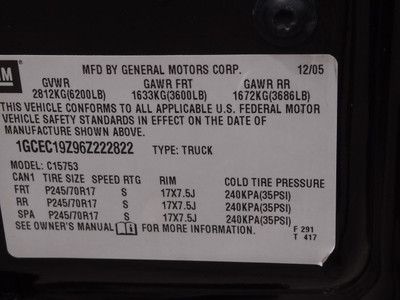 GM
MFD BY GENERAL MOTORS CORP. 12/05
GVWR GAWR FRT GAWR RR
2812KG(6200LB) 1633KG(3600LB) 1672KG(3686LB)
THIS VEHICLE CONFORMS TO ALL APPLICABLE U.S. FEDERAL MOTOR
VEHICLE SAFETY STANDARDS IN EFFECT ON THE DATE OF
MANUFACTURE SHOWN ABOVE.
1GCEC19Z96Z222822 TYPE: TRUCK
MODEL: C15753
CAN1 TIRE SIZE SPEED RTG RIM COLD TIRE PRESSURE
FRT P245/70R17 S 17X7.5J 240KPA(35PSI)
RR P245/70R17 S 17X7.5J 240KPA(35PSI)
SPA P245/70R17 S 17X7.5J 240KPA(35PSI)
SEE OWNER'S MANUAL FOR MORE INFORMATION. F 291
T 417